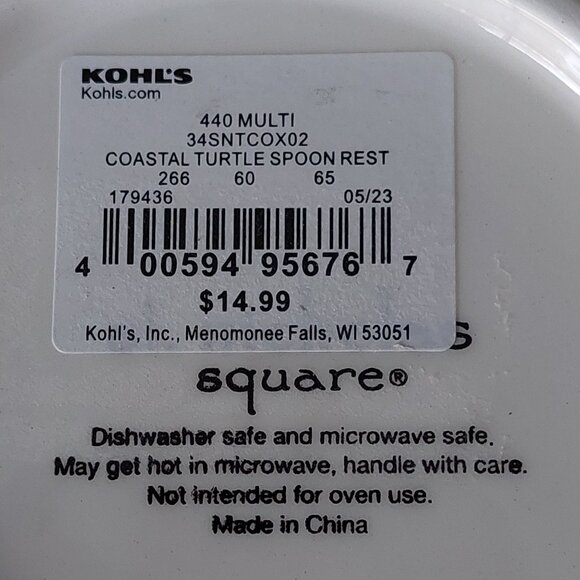 KOHL'S
Kohls.com
440 MULTI
34SNTCOX02
COASTAL TURTLE SPOON REST
266 60 65
179436 05/23
4 00594 95676 7
$14.99
Kohl's, Inc., Menomonee Falls, WI 53051
s
square®
Dishwasher safe and microwave safe.
May get hot in microwave, handle with care.
Not intended for oven use.
Made in China